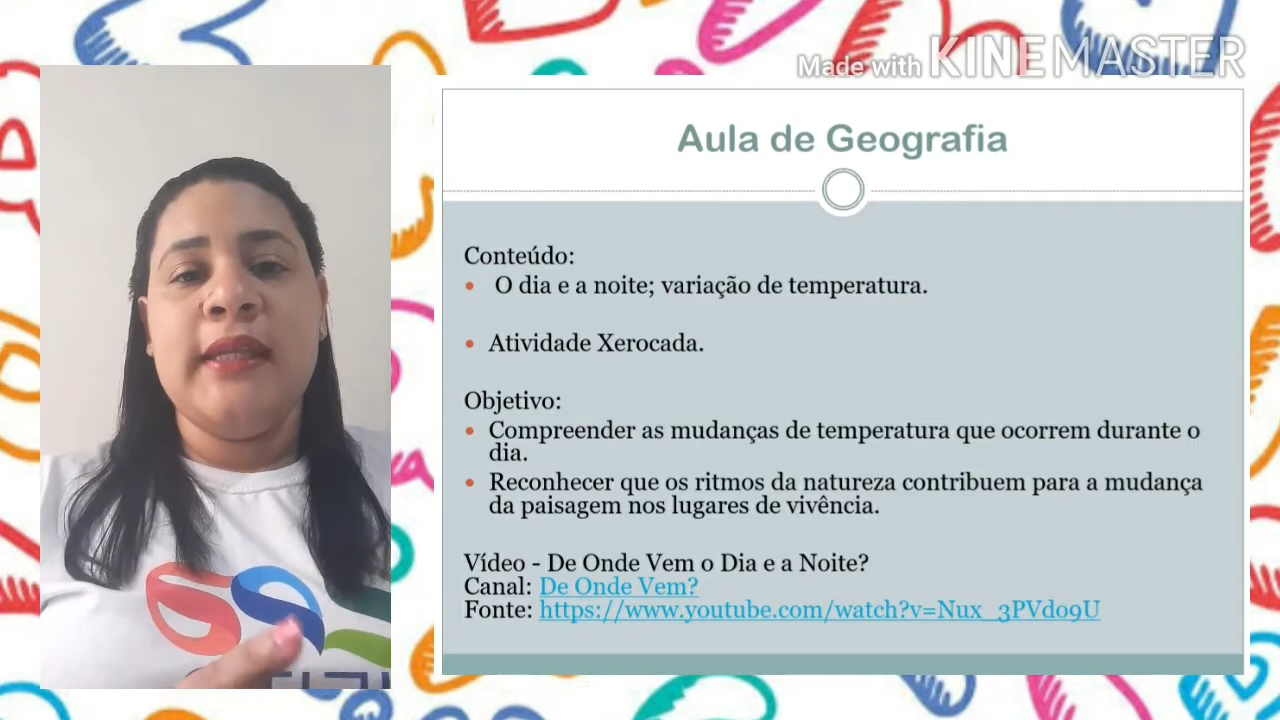 Made with KINEMASTER
Aula de Geografia
Conteúdo:
• O dia e a noite; variação de temperatura.
• Atividade Xerocada.
Objetivo:
• Compreender as mudanças de temperatura que ocorrem durante o
dia.
• Reconhecer que os ritmos da natureza contribuem para a mudança
da paisagem nos lugares de vivência.
Vídeo - De Onde Vem o Dia e a Noite?
Canal: De Onde Vem?
Fonte: https://www.youtube.com/watch?v=Nux_3PVdo9U